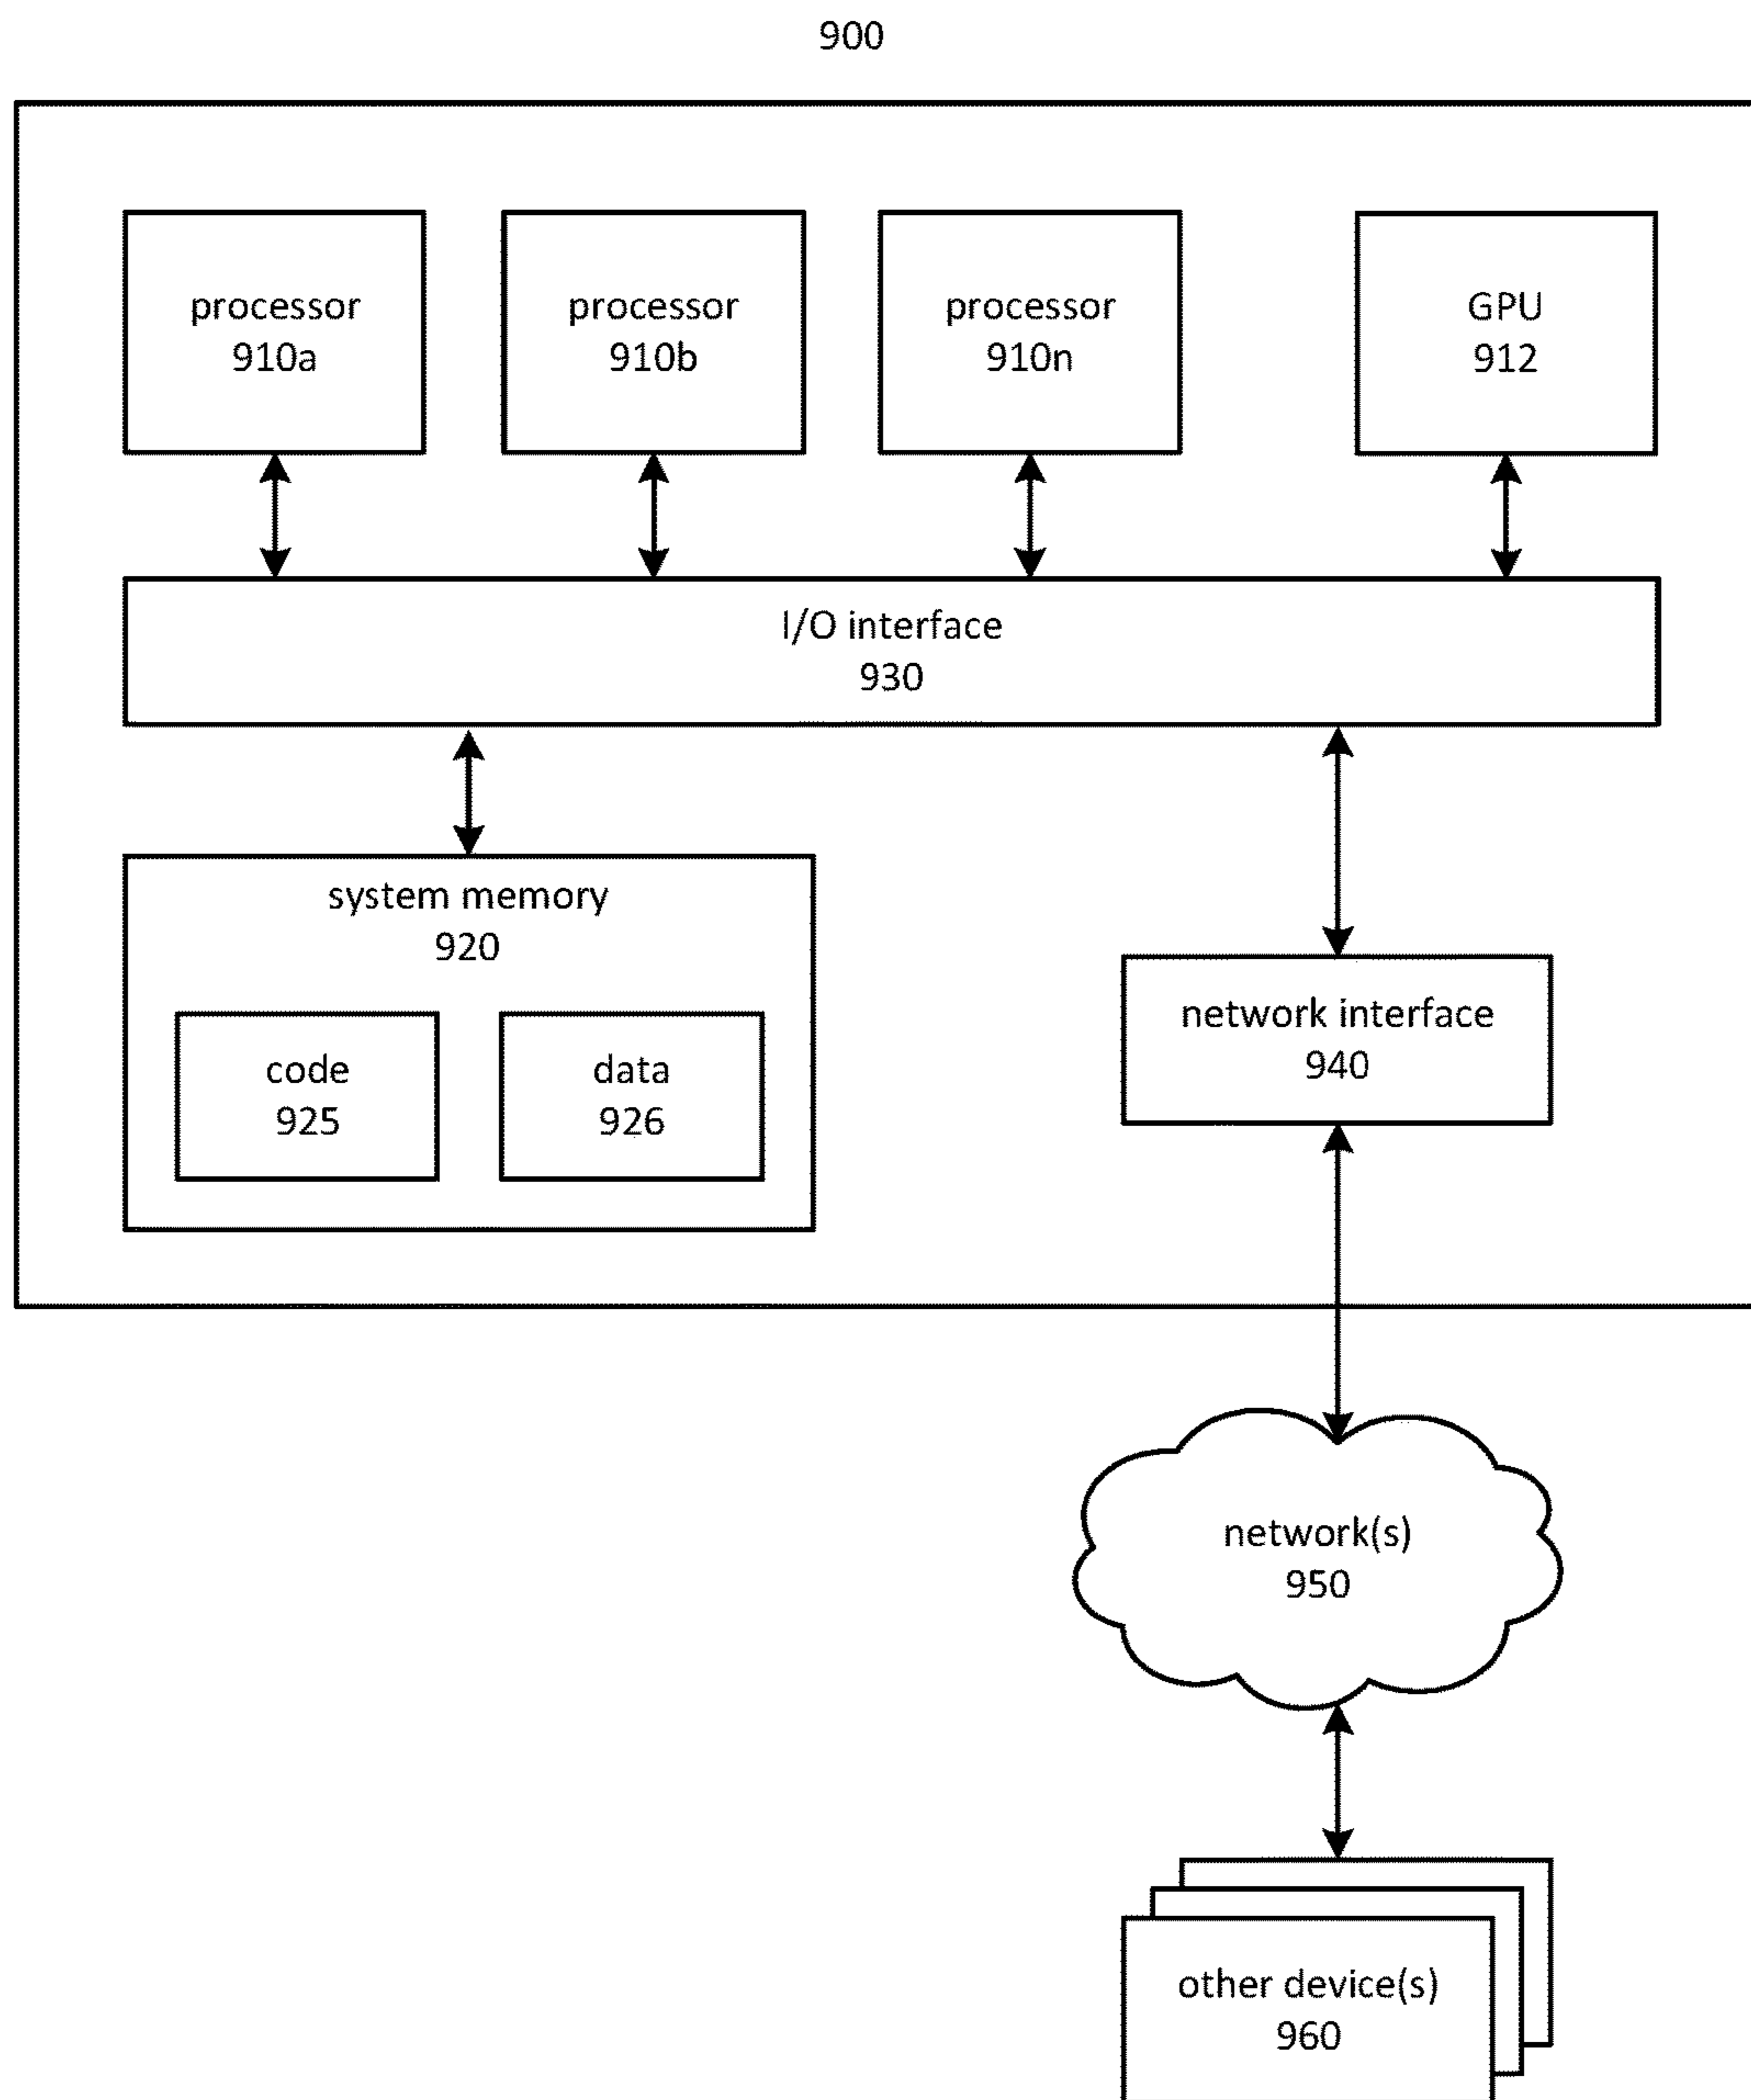 900
processor
910a
processor
910b
processor
910n
GPU
912
I/O interface
930
system memory
920
code
925
data
926
network interface
940
network(s)
950
other device(s)
960